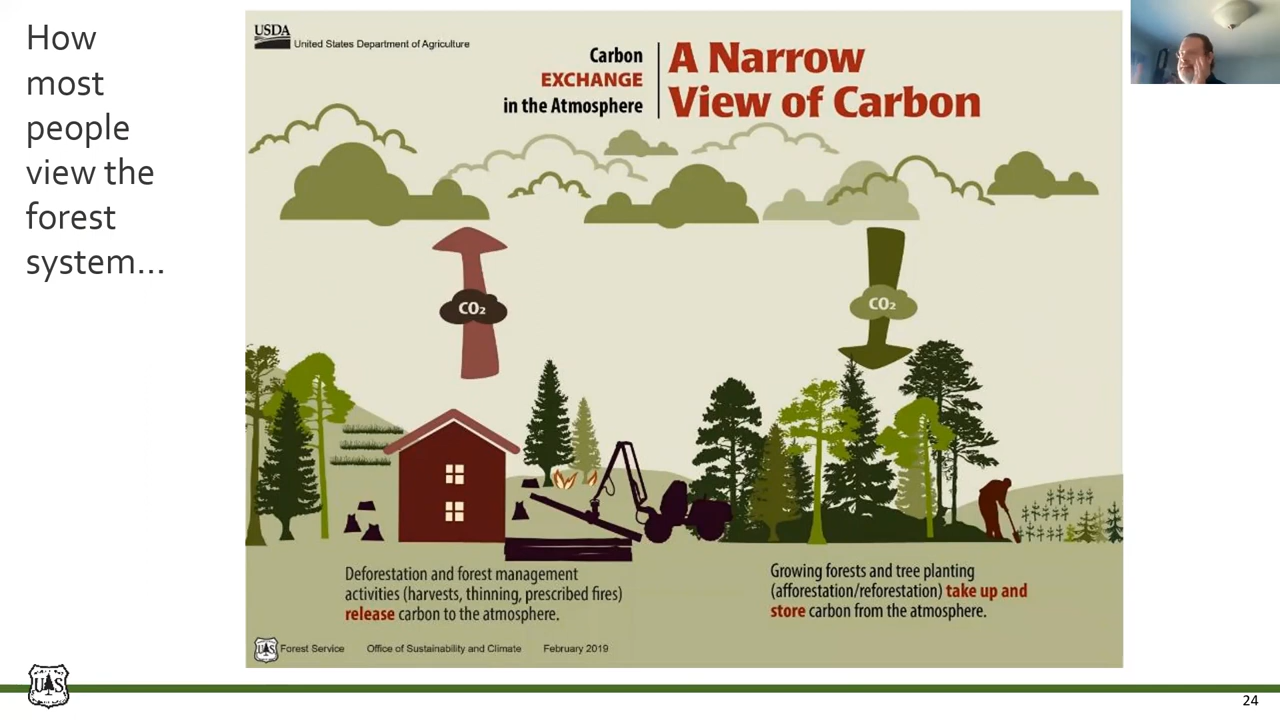 How
most
people
view the
forest
system...
USDA
United States Department of Agriculture
Carbon
EXCHANGE
in the Atmosphere
A Narrow
View of Carbon
CO₂
CO₂
Deforestation and forest management
activities (harvests, thinning, prescribed fires)
release carbon to the atmosphere.
Growing forests and tree planting
(afforestation/reforestation) take up and
store carbon from the atmosphere.
U S
Forest Service Office of Sustainability and Climate February 2019
U S
24